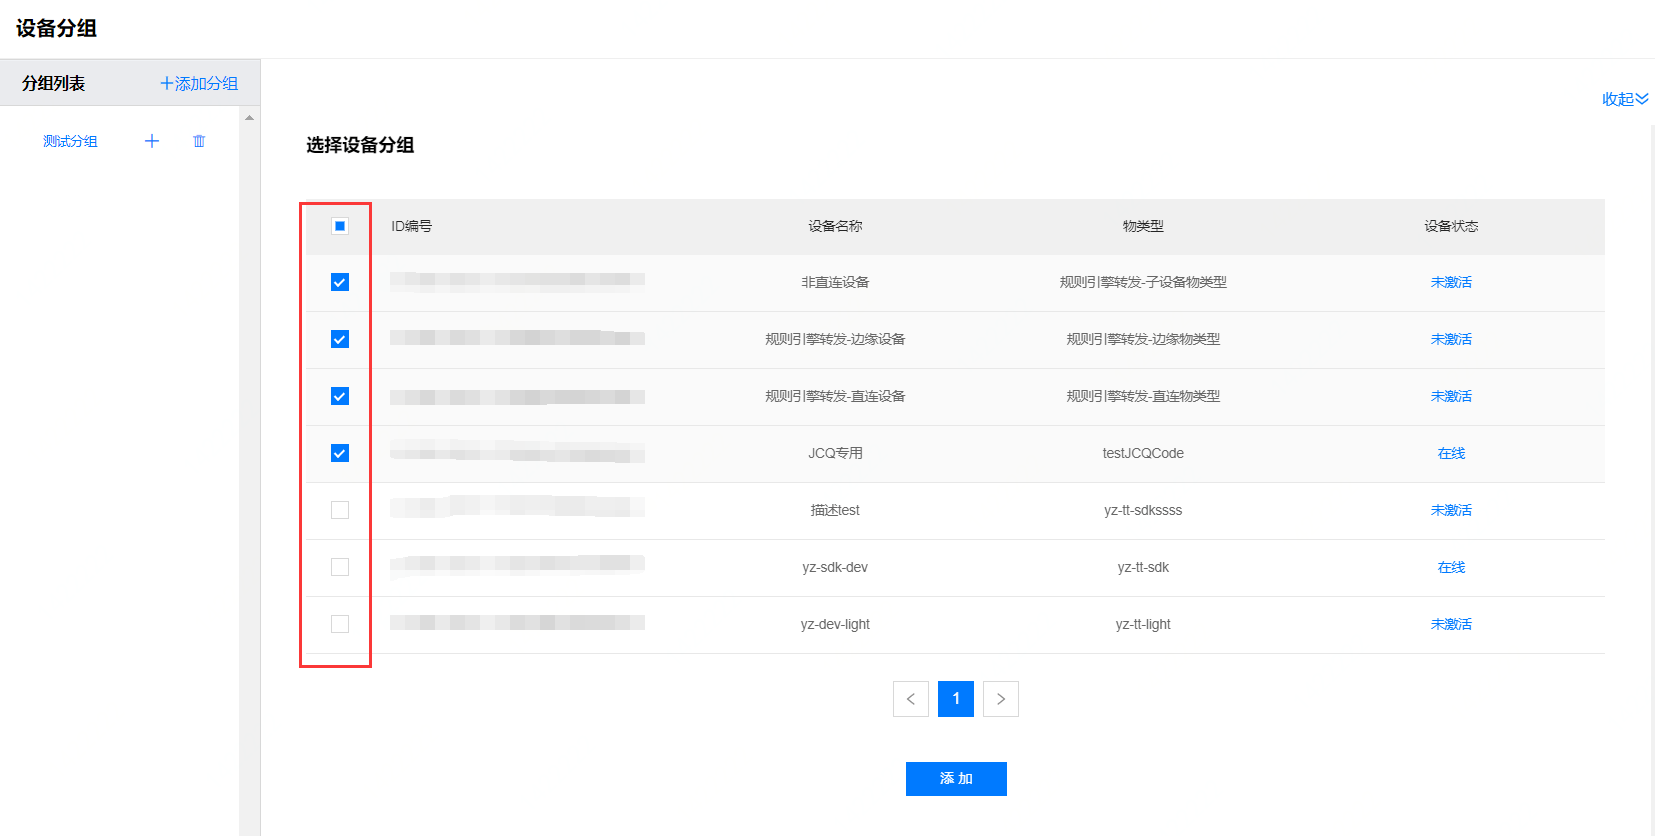 设备分组
分组列表 添加分组
收起
测试分组
选择设备分组
ID编号 设备名称 物类型 设备状态
非直连设备 规则引擎转发-子设备物类型 未激活
规则引擎转发-边缘设备 规则引擎转发-边缘物类型 未激活
规则引擎转发-直连设备 规则引擎转发-直连物类型 未激活
JCQ专用 testJCQCode 在线
描述test yz-tt-sdkssss 未激活
yz-sdk-dev yz-tt-sdk 在线
yz-dev-light yz-tt-light 未激活
< 1 >
添加